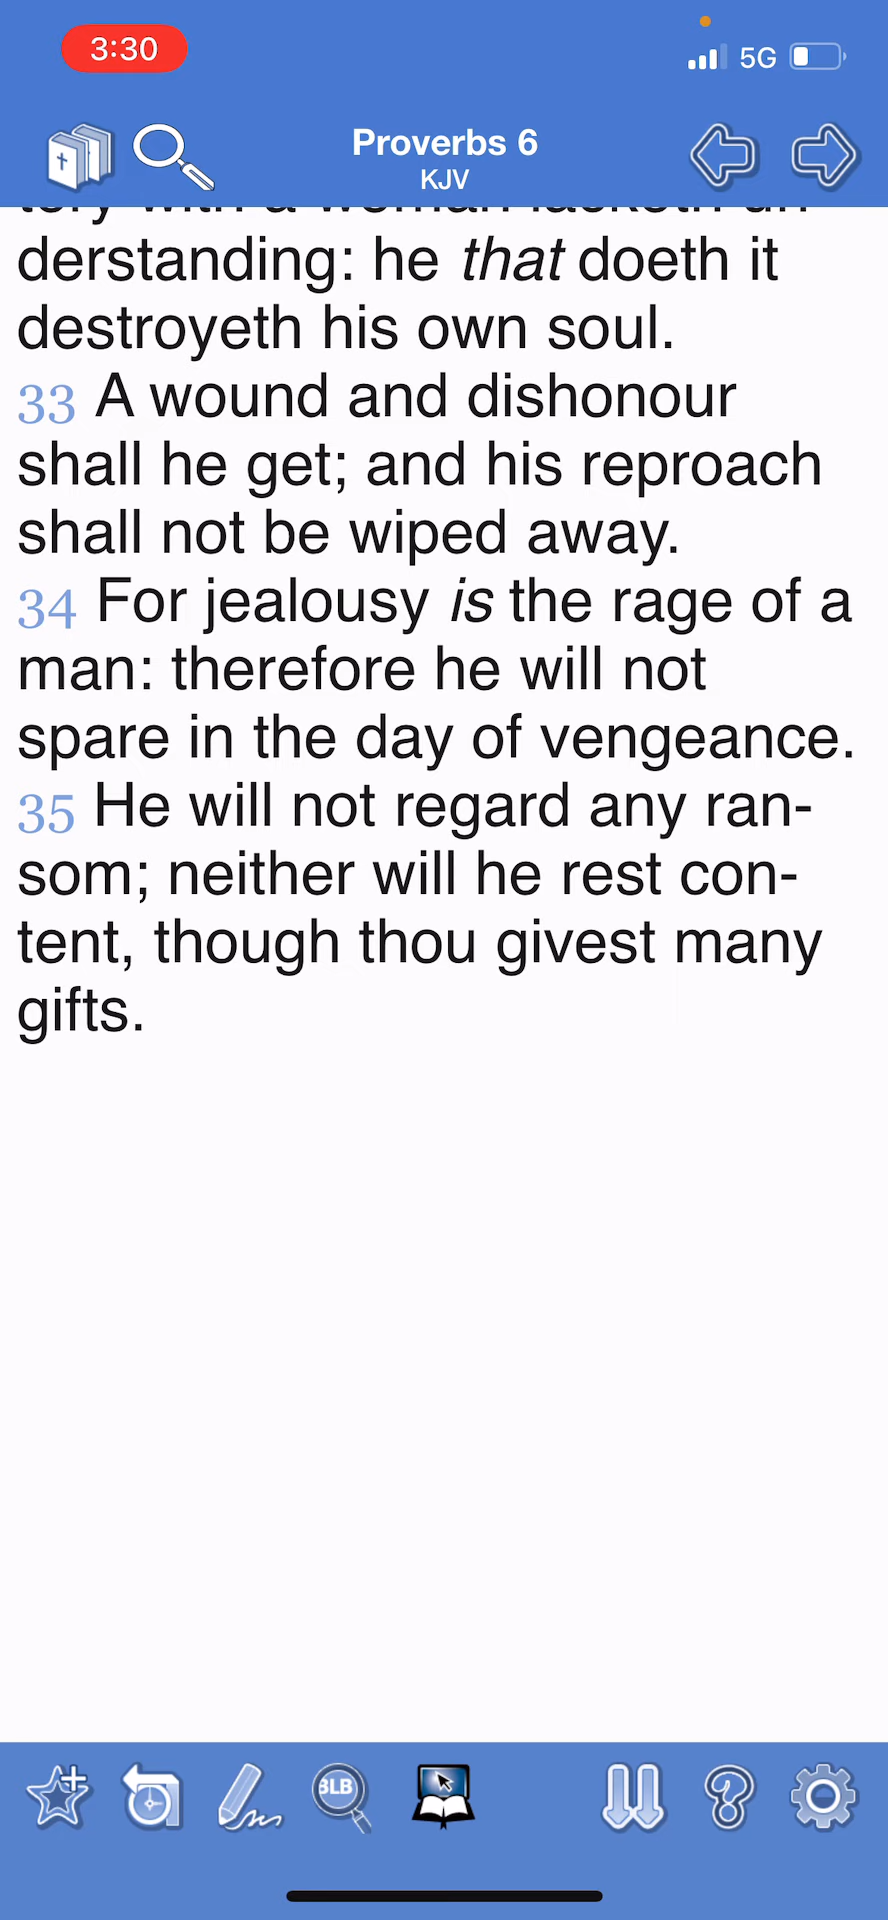 3:30
5G
Proverbs 6
KJV
derstanding: he that doeth it
destroyeth his own soul.
33 A wound and dishonour
shall he get; and his reproach
shall not be wiped away.
34 For jealousy is the rage of a
man: therefore he will not
spare in the day of vengeance.
35 He will not regard any ran-
som; neither will he rest con-
tent, though thou givest many
gifts.
BLB